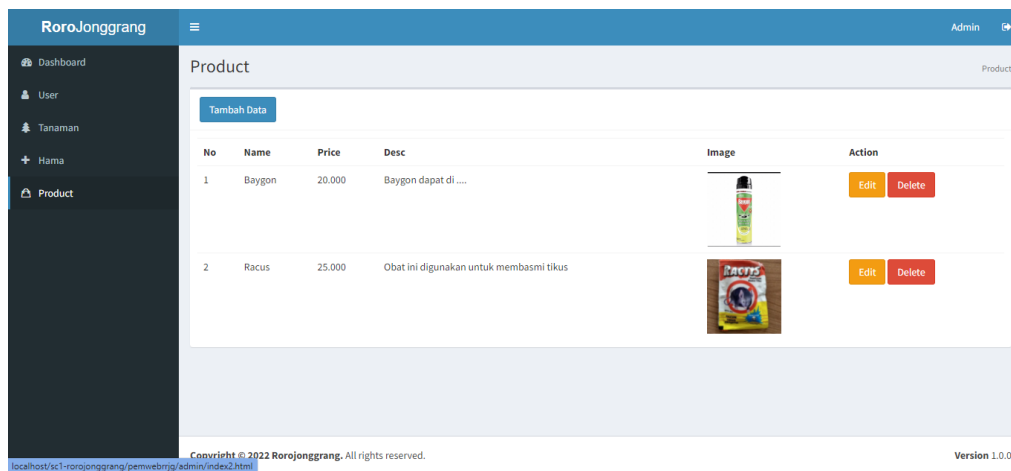 RoroJonggrang
Admin
Dashboard
User
Tanaman
Hama
Product
Product
Product
Tambah Data
No Name Price Desc Image Action
1 Baygon 20.000 Baygon dapat di .... Edit Delete
2 Racus 25.000 Obat ini digunakan untuk membasmi tikus Edit Delete
Copyright © 2022 Rorojonggrang. All rights reserved.
Version 1.0.0
localhost/sc1-rorojonggrang/pemwebrrjg/admin/index2.html